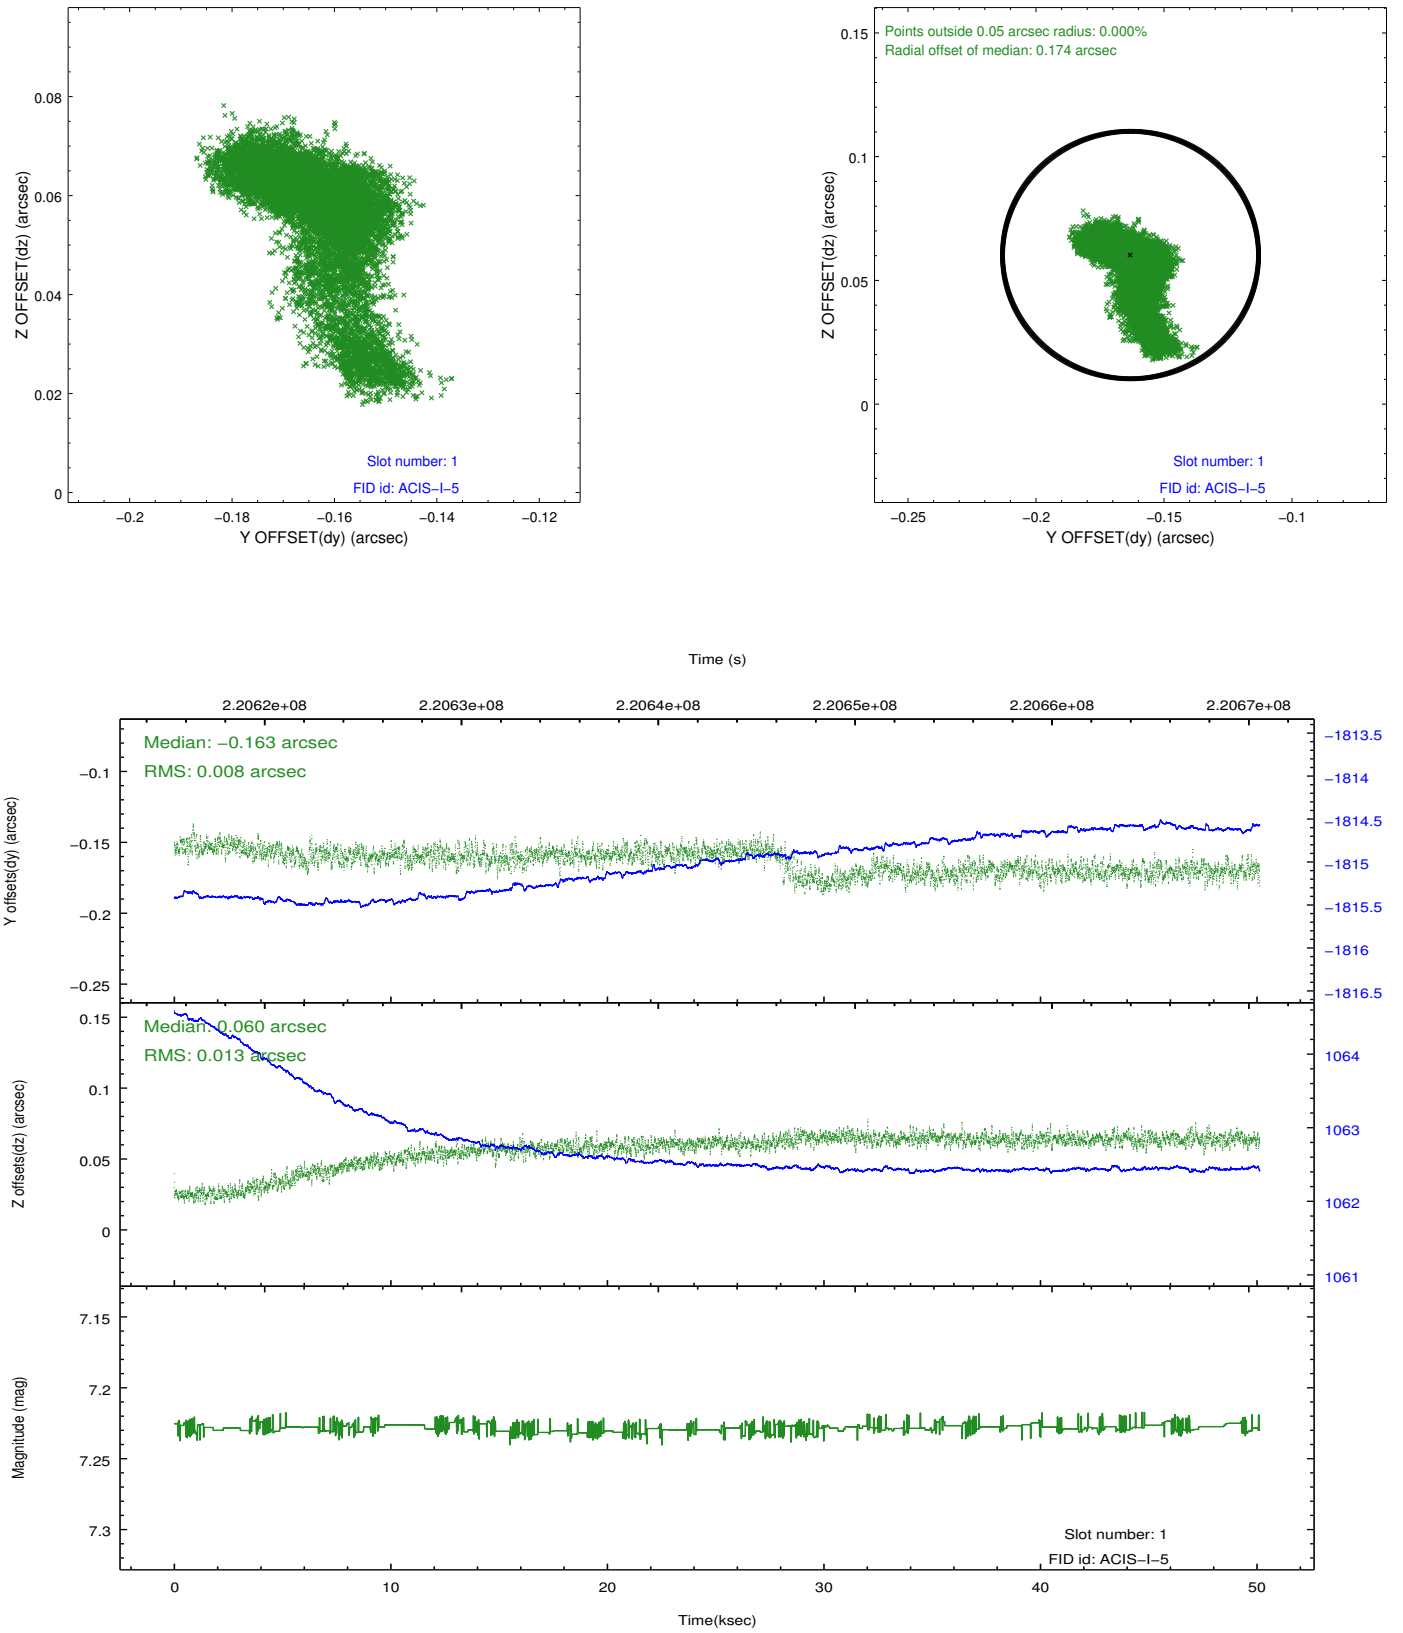 0.08
0.06
0.04
0.02
0
Z OFFSET(dz) (arcsec)
Slot number: 1
FID id: ACIS−I−5
−0.2 −0.18 −0.16 −0.14 −0.12
Y OFFSET(dy) (arcsec)
Points outside 0.05 arcsec radius: 0.000%
Radial offset of median: 0.174 arcsec
0.15
0.1
0.05
0
Z OFFSET(dz) (arcsec)
Slot number: 1
FID id: ACIS−I−5
−0.25 −0.2 −0.15 −0.1
Y OFFSET(dy) (arcsec)
Time (s)
2.2062e+08 2.2063e+08 2.2064e+08 2.2065e+08 2.2066e+08 2.2067e+08
Median: −0.163 arcsec
RMS: 0.008 arcsec
−0.1
−0.15
−0.2
−0.25
Y offsets(dy) (arcsec)
−1813.5
−1814
−1814.5
−1815
−1815.5
−1816
−1816.5
Median: 0.060 arcsec
RMS: 0.013 arcsec
0.15
0.1
0.05
0
Z offsets(dz) (arcsec)
1064
1063
1062
1061
7.15
7.2
7.25
7.3
Magnitude (mag)
Slot number: 1
FID id: ACIS−I−5
0 10 20 30 40 50
Time(ksec)